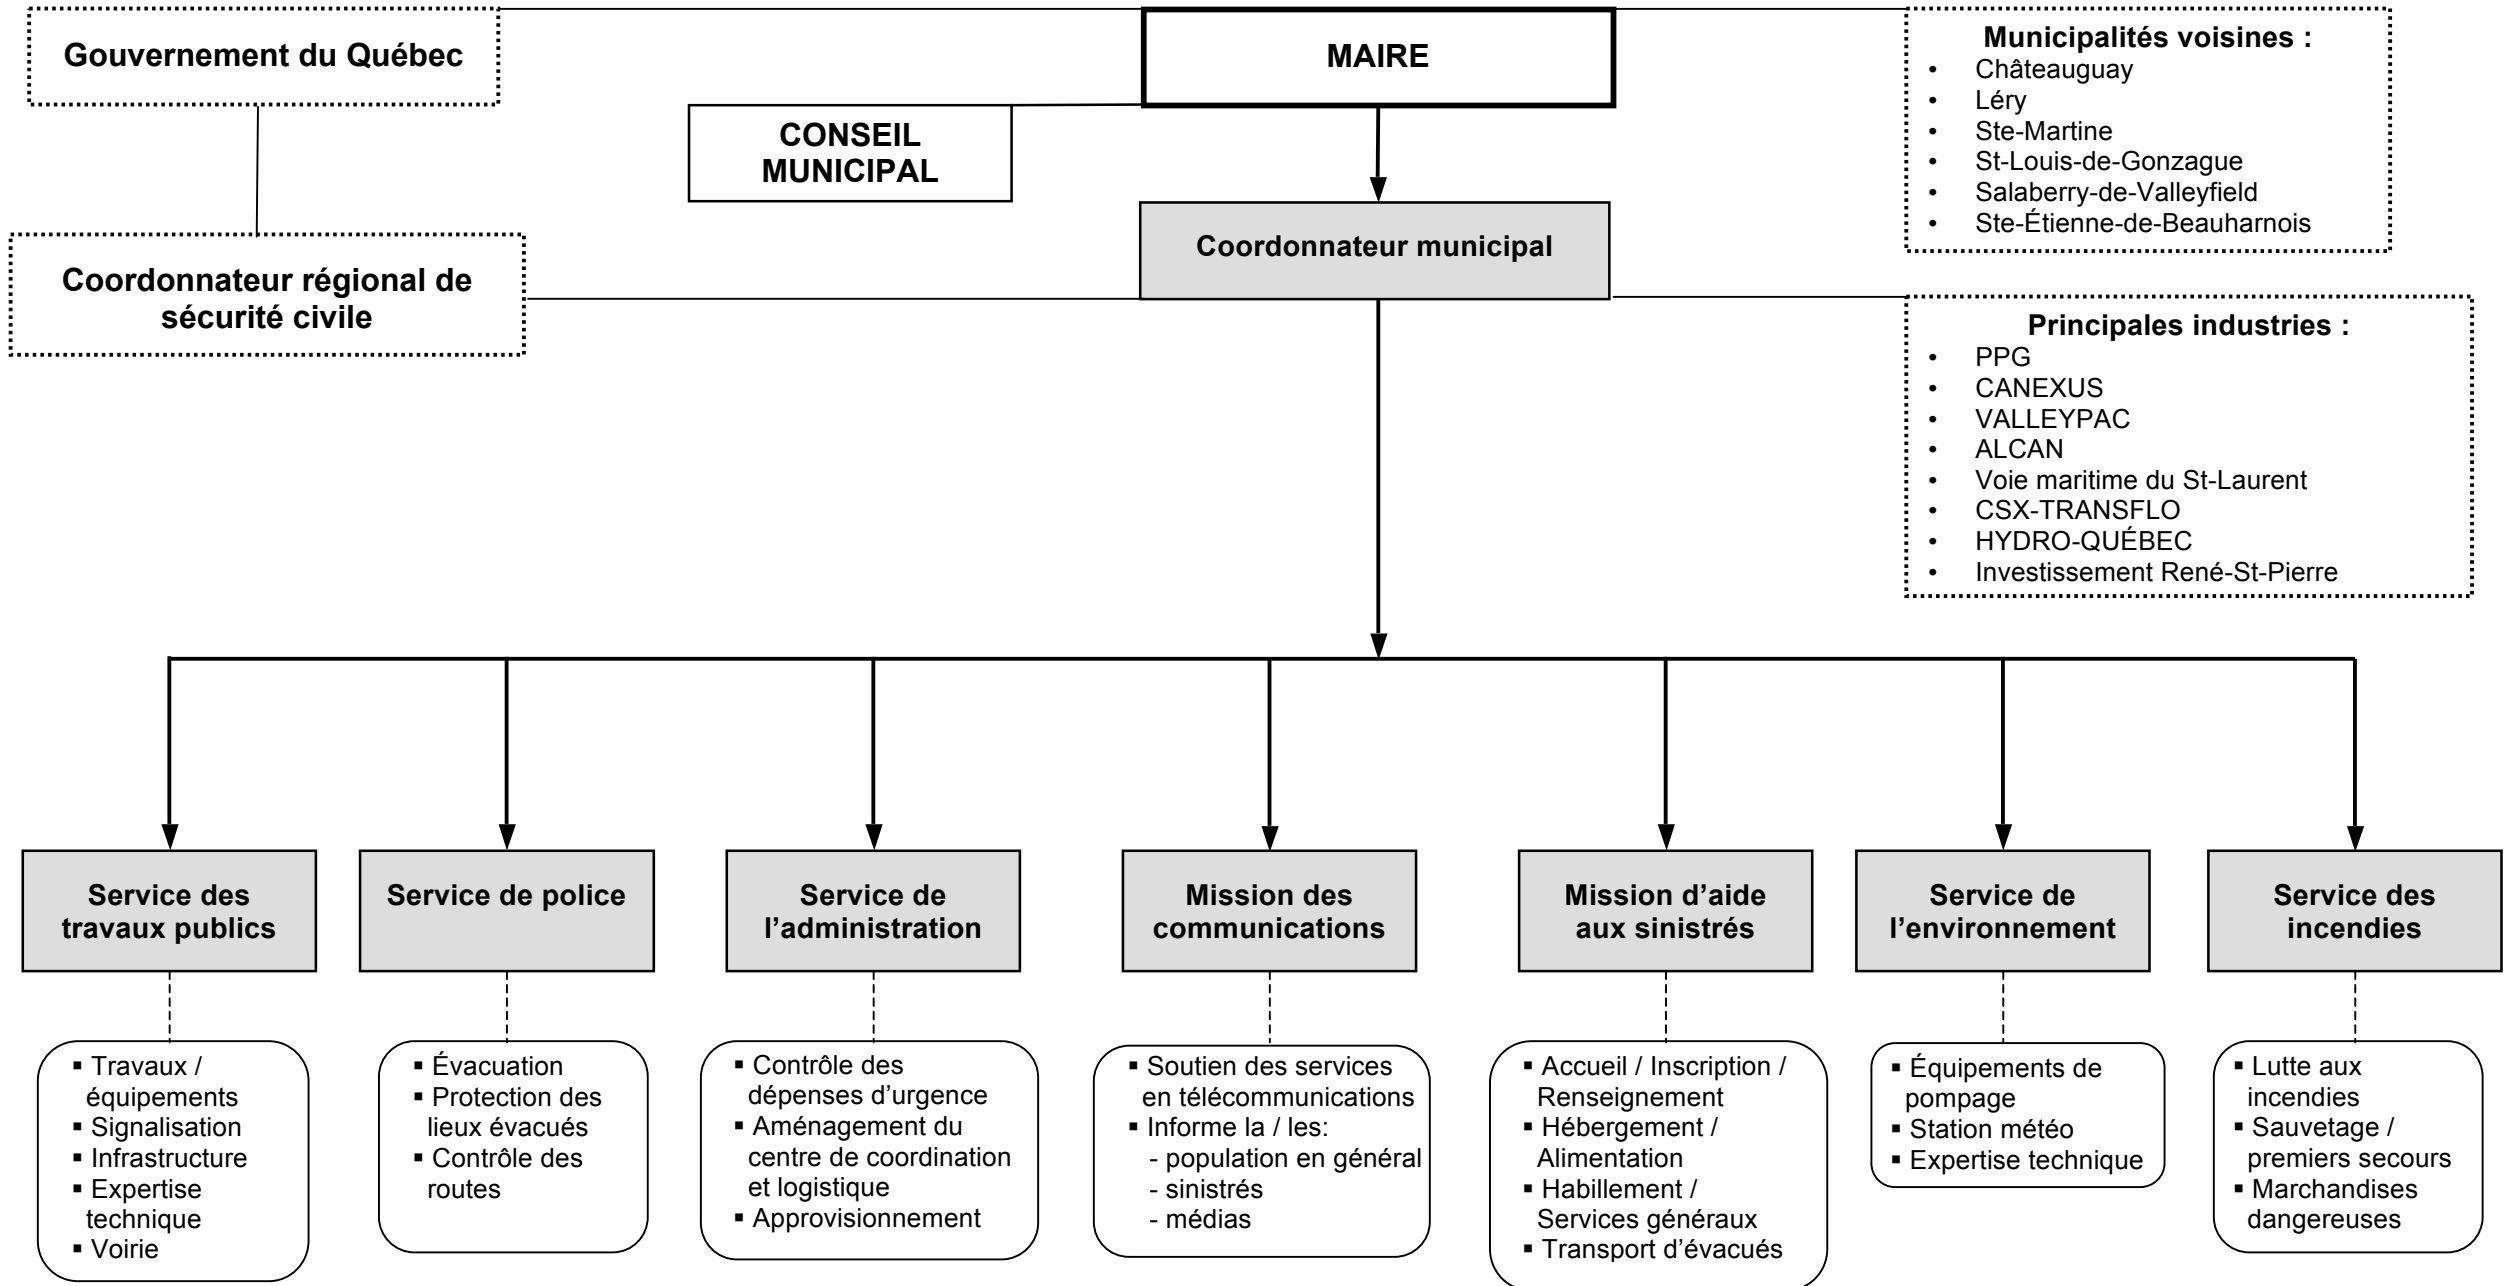 Gouvernement du Québec
MAIRE
CONSEIL
MUNICIPAL
Municipalités voisines :
• Châteauguay
• Léry
• Ste-Martine
• St-Louis-de-Gonzague
• Salaberry-de-Valleyfield
• Ste-Étienne-de-Beauharnois
Coordonnateur municipal
Coordonnateur régional de
sécurité civile
Principales industries :
• PPG
• CANEXUS
• VALLEYPAC
• ALCAN
• Voie maritime du St-Laurent
• CSX-TRANSFLO
• HYDRO-QUÉBEC
• Investissement René-St-Pierre
Service des
travaux publics
Service de police
Service de
l’administration
Mission des
communications
Mission d’aide
aux sinistrés
Service de
l’environnement
Service des
incendies
▪ Travaux /
équipements
▪ Signalisation
▪ Infrastructure
▪ Expertise
technique
▪ Voirie
▪ Évacuation
▪ Protection des
lieux évacués
▪ Contrôle des
routes
▪ Contrôle des
dépenses d’urgence
▪ Aménagement du
centre de coordination
et logistique
▪ Approvisionnement
▪ Soutien des services
en télécommunications
▪ Informe la / les:
- population en général
- sinistrés
- médias
▪ Accueil / Inscription /
Renseignement
▪ Hébergement /
Alimentation
▪ Habillement /
Services généraux
▪ Transport d’évacués
▪ Équipements de
pompage
▪ Station météo
▪ Expertise technique
▪ Lutte aux
incendies
▪ Sauvetage /
premiers secours
▪ Marchandises
dangereuses